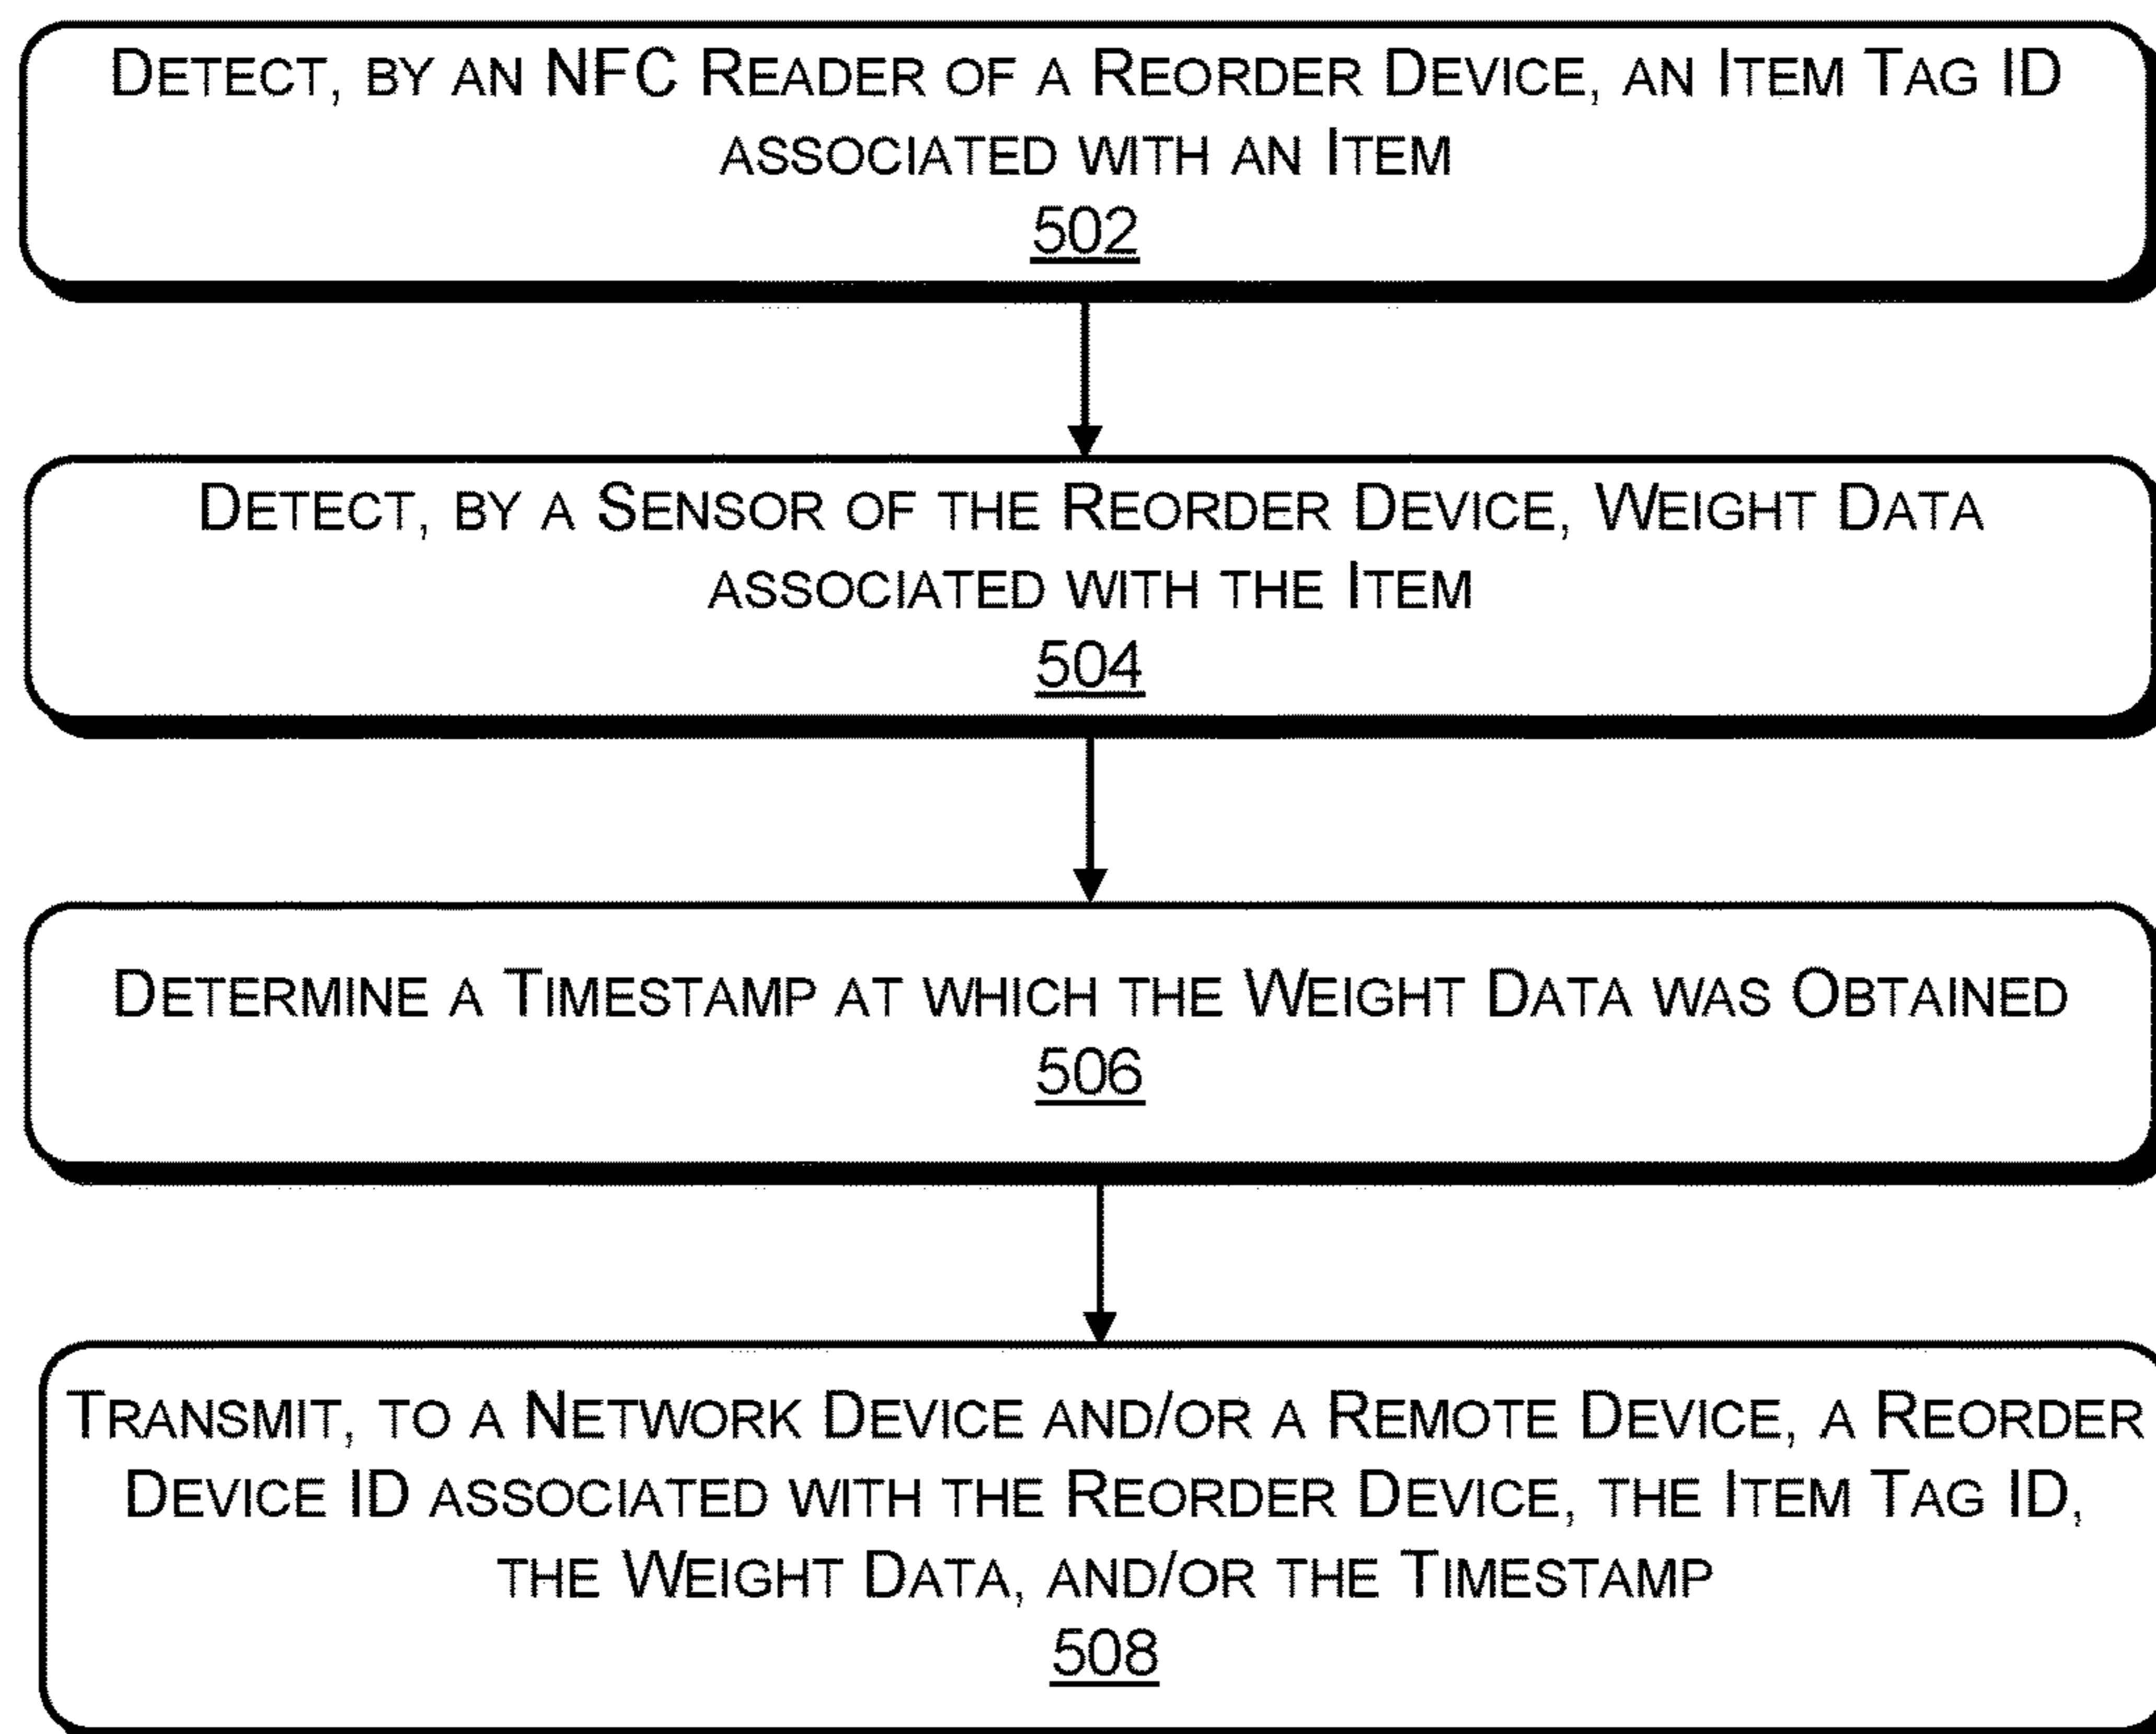 DETECT, BY AN NFC READER OF A REORDER DEVICE, AN ITEM TAG ID
ASSOCIATED WITH AN ITEM
502
DETECT, BY A SENSOR OF THE REORDER DEVICE, WEIGHT DATA
ASSOCIATED WITH THE ITEM
504
DETERMINE A TIMESTAMP AT WHICH THE WEIGHT DATA WAS OBTAINED
506
TRANSMIT, TO A NETWORK DEVICE AND/OR A REMOTE DEVICE, A REORDER
DEVICE ID ASSOCIATED WITH THE REORDER DEVICE, THE ITEM TAG ID,
THE WEIGHT DATA, AND/OR THE TIMESTAMP
508